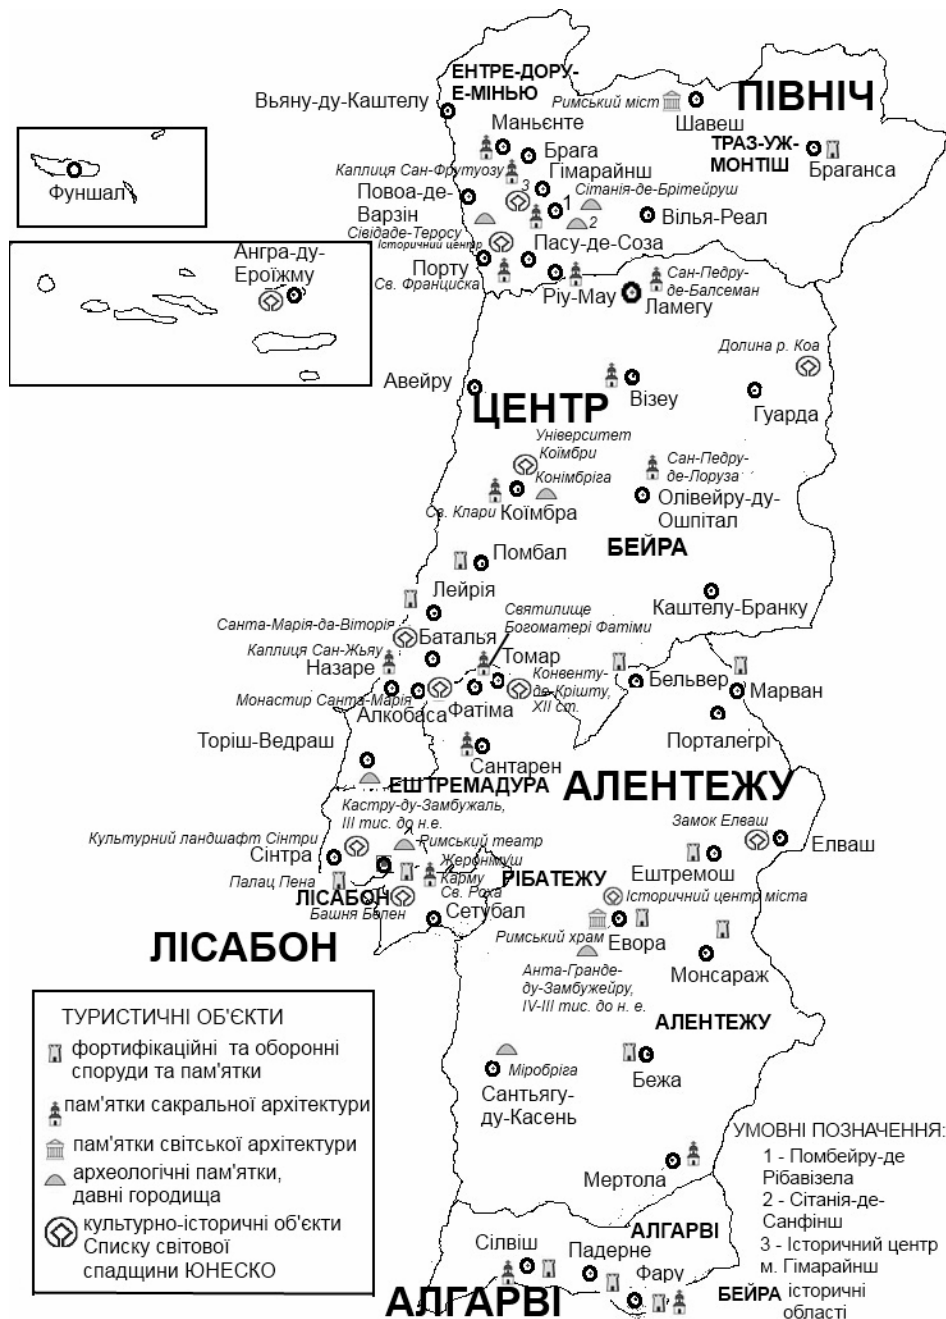 ЕНТРЕ-ДОРУ-
Е-МІНЬЮ
ПІВНІЧ
Вьяну-ду-Каштелу
Римський міст
Шавеш
Маньєнте
ТРАЗ-УЖ-
МОНТІШ
Брага
Браганса
Каплиця Сан-Фрутуозу
Гімарайнш
Фуншал
3
Сітанія-де-Брітейруш
Повоа-де-
Варзін
1
2
Вілья-Реал
Сівідаде-Теросу
Історичний центр
Пасу-де-Соза
Ангра-ду-
Ероїжму
Порту
Св. Франциска
Ріу-Мау
Сан-Педру-
де-Балсеман
Ламегу
Долина р. Коа
Авейру
ЦЕНТР
Візеу
Гуарда
Університет
Коїмбри
Конімбріга
Сан-Педру-
де-Лороза
Св. Клари
Коїмбра
Олівейру-ду-
Ошпітал
БЕЙРА
Помбал
Лейрія
Каштелу-Бранку
Святилище
Богоматері Фатіми
Санта-Марія-да-Віторія
Баталья
Каплиця Сан-Жьяу
Назаре
Томар
Бельвер
Марван
Монастир Санта-Марія
Алкобаса
Фатіма
Конвенту-
де-Крішту,
XII ст.
Порталегрі
Торіш-Ведраш
Сантарен
ЕШТРЕМАДУРА
АЛЕНТЕЖУ
Кастру-ду-Замбужаль,
III тис. до н.е.
Замок Елваш
Культурний ландшафт Сінтри
Римський театр
Елваш
Сінтра
Жеронімуш
Карму
Св. Роха
Ештремош
Палац Пена
РІБАТЕЖУ
ЛІСАБОН
Башня Белен
Історичний центр міста
Сетубал
ЛІСАБОН
Римський храм
Евора
Монсараж
Анта-Гранде-
ду-Замбужейру,
IV-III тис. до н. е.
АЛЕНТЕЖУ
Міробріга
Бежа
Сантьягу-
ду-Касень
Мертола
АЛГАРВІ
Сілвіш
Падерне
Фару
АЛГАРВІ
ТУРИСТИЧНІ ОБ'ЄКТИ
фортифікаційні та оборонні
споруди та пам'ятки
пам'ятки сакральної архітектури
пам'ятки світської архітектури
археологічні пам'ятки,
давні городища
культурно-історичні об'єкти
Списку світової
спадщини ЮНЕСКО
УМОВНІ ПОЗНАЧЕННЯ:
1 - Помбейру-де
Рібавізела
2 - Сітанія-де-
Санфінш
3 - Історичний центр
м. Гімарайнш
БЕЙРА історичні
області